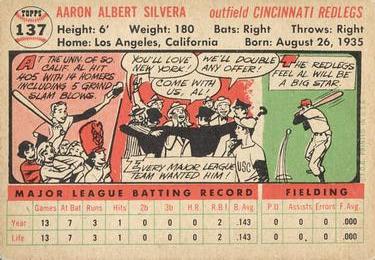 TOPPS
137
AARON ALBERT SILVERA outfield CINCINNATI REDLEGS
Height: 6' Weight: 180 Bats: Right Throws: Right
Home: Los Angeles, California Born: August 26, 1935
AT THE UNIV. OF SO.
CALIF. AL HIT
.405 WITH 14 HOMERS
INCLUDING 5 GRAND
SLAM BLOWS.
YOU'LL LOVE
NEW YORK!
WE'LL DOUBLE
ANY OFFER!
COME WITH
US, AL!
EVERY MAJOR LEAGUE
TEAM WANTED HIM!
USC
THE REDLEGS
FEEL AL WILL BE
A BIG STAR.
MAJOR LEAGUE BATTING RECORD FIELDING
Games At Bat Runs Hits 2b 3b H.R. R.B.I. B. Avg. P.O. Assists Errors F. Avg.
Year 13 7 3 1 0 0 0 2 .143 0 0 0 .000
Life 13 7 3 1 0 0 0 2 .143 0 0 0 .000